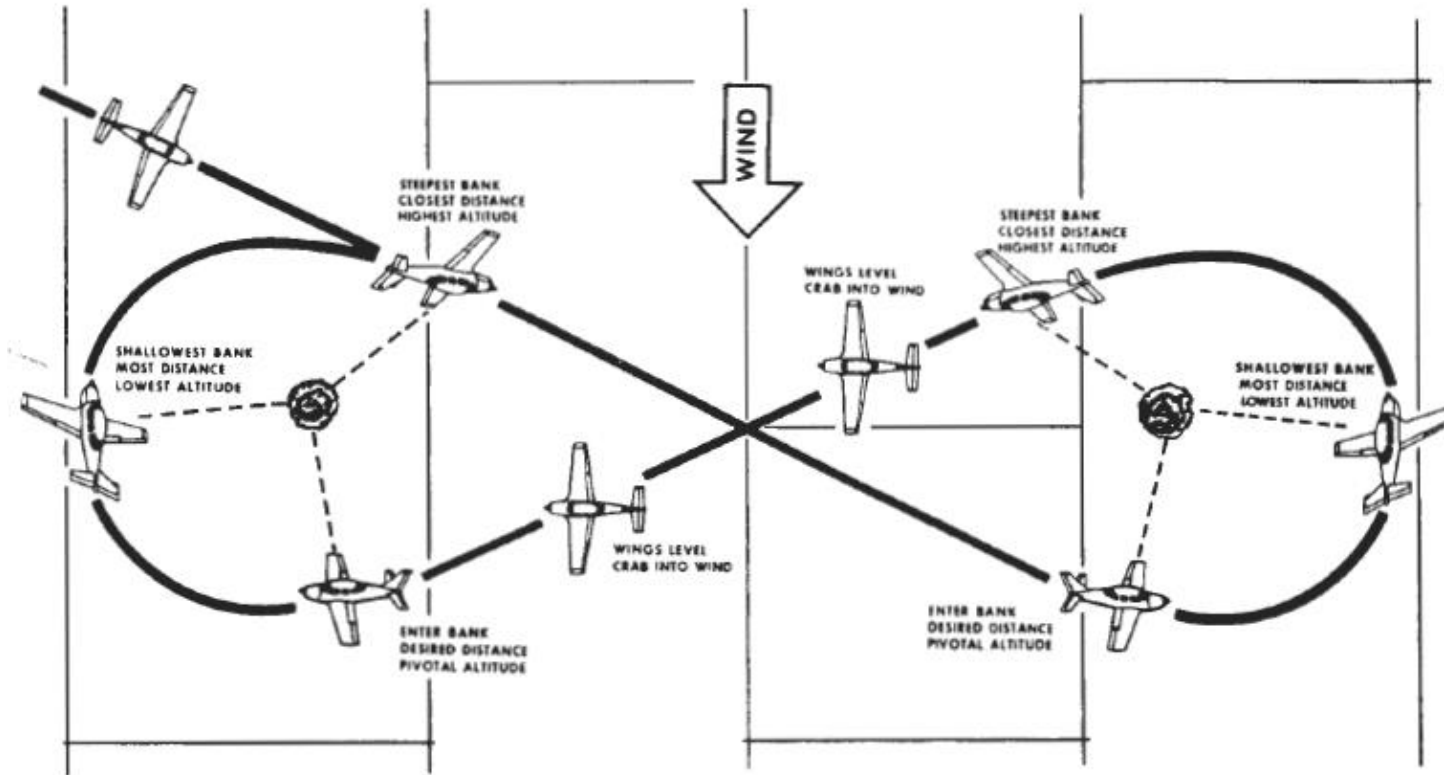 WIND
STEEPEST BANK
CLOSEST DISTANCE
HIGHEST ALTITUDE
STEEPEST BANK
CLOSEST DISTANCE
HIGHEST ALTITUDE
WINGS LEVEL
CRAB INTO WIND
SHALLOWEST BANK
MOST DISTANCE
LOWEST ALTITUDE
SHALLOWEST BANK
MOST DISTANCE
LOWEST ALTITUDE
WINGS LEVEL
CRAB INTO WIND
ENTER BANK
DESIRED DISTANCE
PIVOTAL ALTITUDE
ENTER BANK
DESIRED DISTANCE
PIVOTAL ALTITUDE